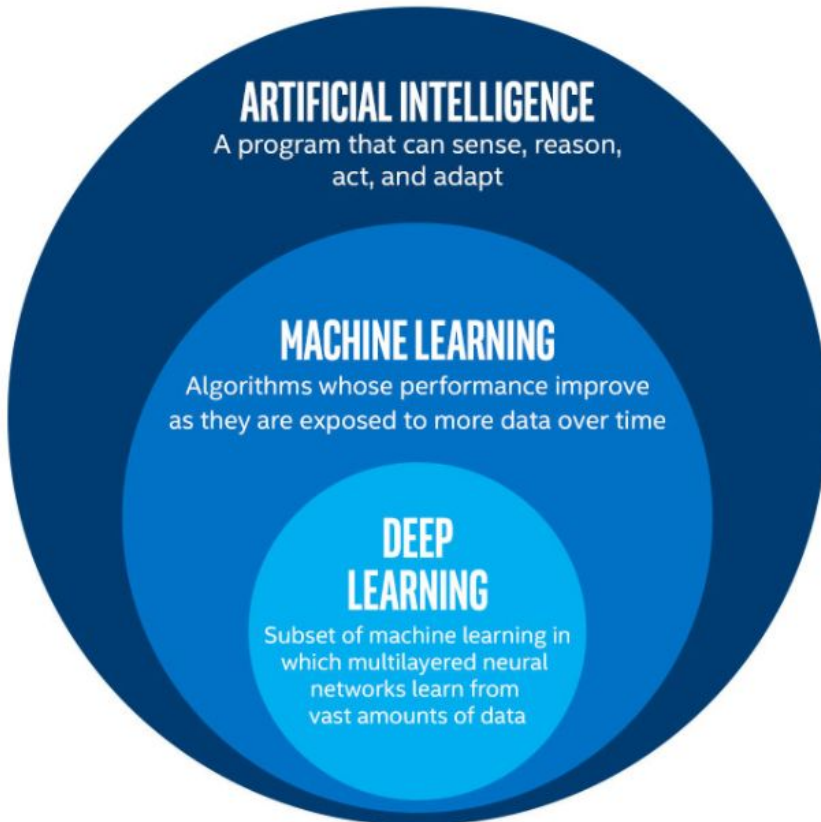 ARTIFICIAL INTELLIGENCE
A program that can sense, reason,
act, and adapt
MACHINE LEARNING
Algorithms whose performance improve
as they are exposed to more data over time
DEEP
LEARNING
Subset of machine learning in
which multilayered neural
networks learn from
vast amounts of data